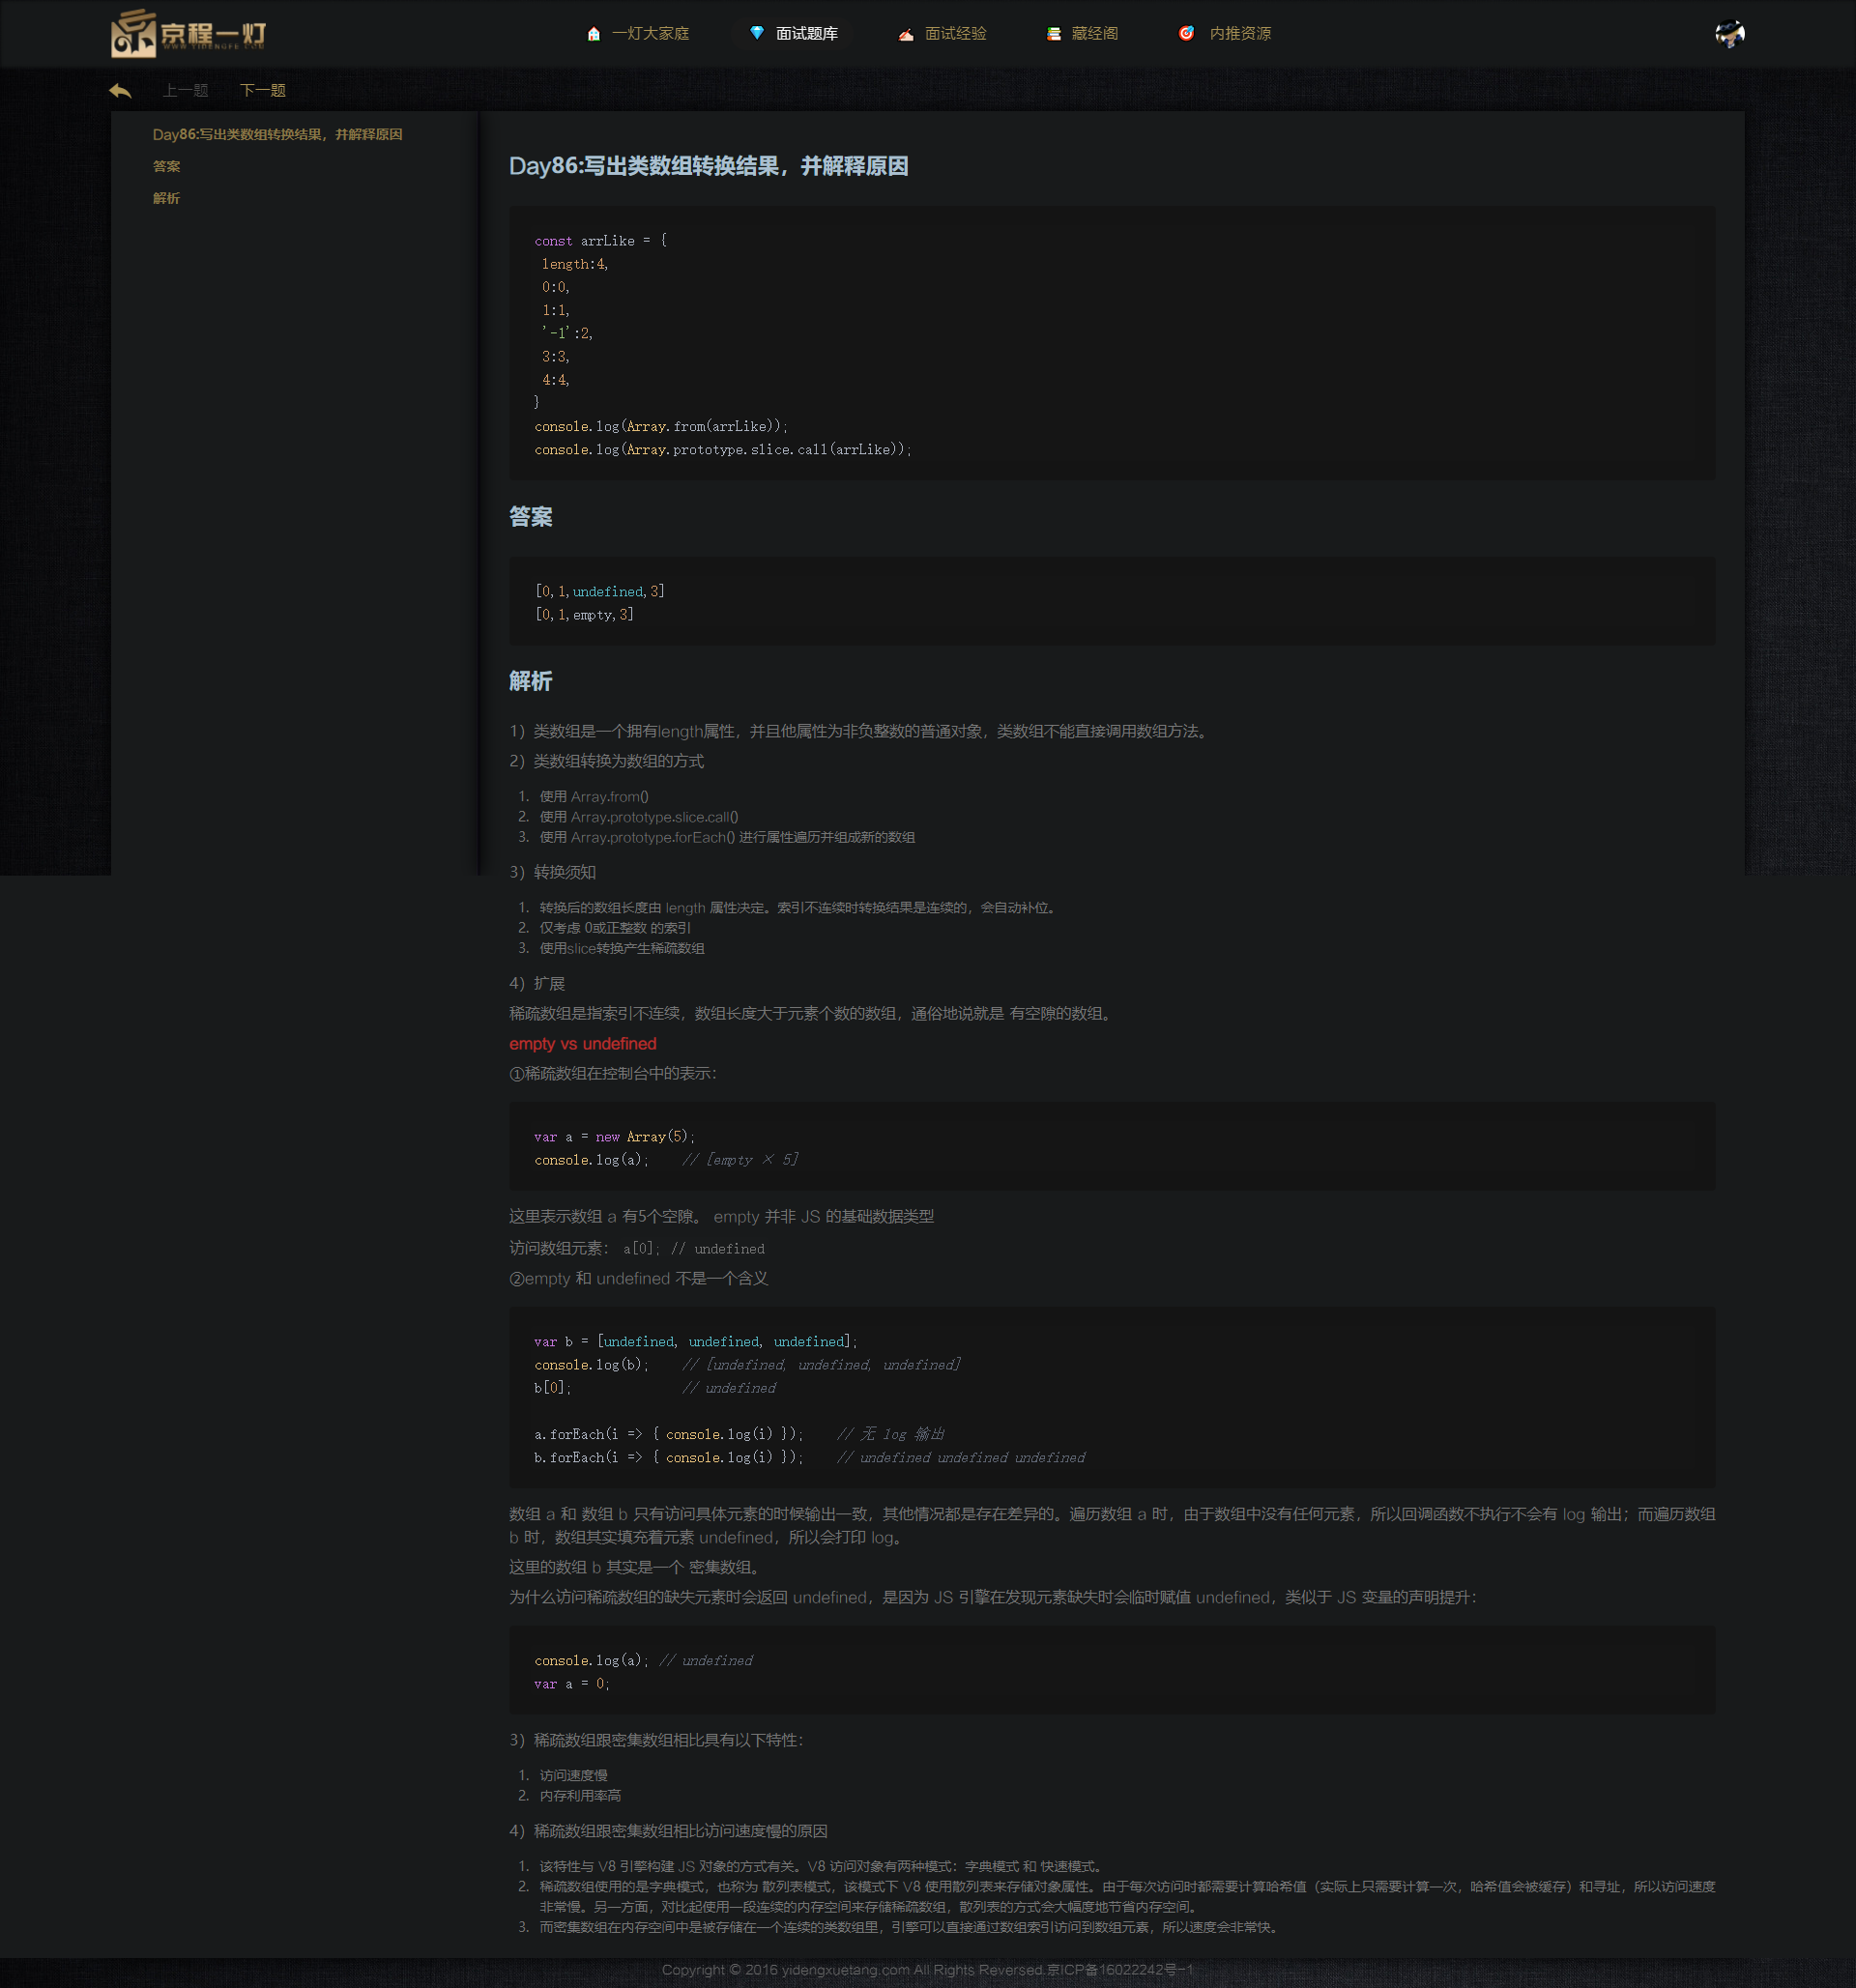 京程一灯
WWW.YIDENGFE.COM
一灯大家庭
面试题库
面试经验
藏经阁
内推资源
上一题
下一题
Day86:写出类数组转换结果，并解释原因
答案
解析
Day86:写出类数组转换结果，并解释原因
const arrLike = {
length:4,
0:0,
1:1,
'-1':2,
3:3,
4:4,
}
console.log(Array.from(arrLike));
console.log(Array.prototype.slice.call(arrLike));
答案
[0,1,undefined,3]
[0,1,empty,3]
解析
1）类数组是一个拥有length属性，并且他属性为非负整数的普通对象，类数组不能直接调用数组方法。
2）类数组转换为数组的方式
1. 使用 Array.from()
2. 使用 Array.prototype.slice.call()
3. 使用 Array.prototype.forEach() 进行属性遍历并组成新的数组
3）转换须知
1. 转换后的数组长度由 length 属性决定。索引不连续时转换结果是连续的，会自动补位。
2. 仅考虑 0或正整数 的索引
3. 使用slice转换产生稀疏数组
4）扩展
稀疏数组是指索引不连续，数组长度大于元素个数的数组，通俗地说就是 有空隙的数组。
empty vs undefined
①稀疏数组在控制台中的表示：
var a = new Array(5);
console.log(a);    // [empty × 5]
这里表示数组 a 有5个空隙。 empty 并非 JS 的基础数据类型
访问数组元素： a[0]; // undefined
②empty 和 undefined 不是一个含义
var b = [undefined, undefined, undefined];
console.log(b);    // [undefined, undefined, undefined]
b[0];              // undefined
a.forEach(i => { console.log(i) });    // 无 log 输出
b.forEach(i => { console.log(i) });    // undefined undefined undefined
数组 a 和 数组 b 只有访问具体元素的时候输出一致，其他情况都是存在差异的。遍历数组 a 时，由于数组中没有任何元素，所以回调函数不执行不会有 log 输出；而遍历数组
b 时，数组其实填充着元素 undefined，所以会打印 log。
这里的数组 b 其实是一个 密集数组。
为什么访问稀疏数组的缺失元素时会返回 undefined，是因为 JS 引擎在发现元素缺失时会临时赋值 undefined，类似于 JS 变量的声明提升：
console.log(a); // undefined
var a = 0;
3）稀疏数组跟密集数组相比具有以下特性：
1. 访问速度慢
2. 内存利用率高
4）稀疏数组跟密集数组相比访问速度慢的原因
1. 该特性与 V8 引擎构建 JS 对象的方式有关。V8 访问对象有两种模式：字典模式 和 快速模式。
2. 稀疏数组使用的是字典模式，也称为 散列表模式，该模式下 V8 使用散列表来存储对象属性。由于每次访问时都需要计算哈希值（实际上只需要计算一次，哈希值会被缓存）和寻址，所以访问速度
非常慢。另一方面，对比起使用一段连续的内存空间来存储稀疏数组，散列表的方式会大幅度地节省内存空间。
3. 而密集数组在内存空间中是被存储在一个连续的类数组里，引擎可以直接通过数组索引访问到数组元素，所以速度会非常快。
Copyright © 2016 yidengxuetang.com All Rights Reversed.京ICP备16022242号-1